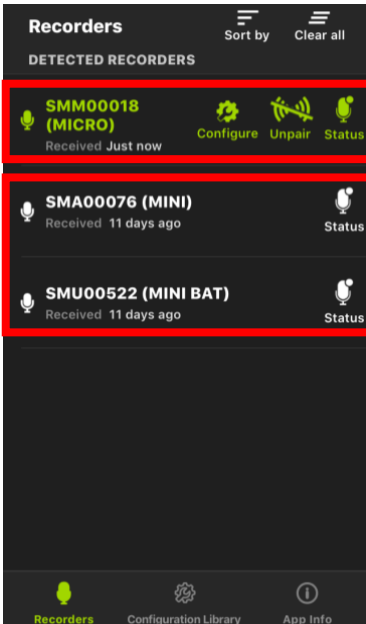 Recorders
Sort by
Clear all
DETECTED RECORDERS
SMM00018
(MICRO)
Received Just now
Configure
Unpair
Status
SMA00076 (MINI)
Received 11 days ago
Status
SMU00522 (MINI BAT)
Received 11 days ago
Status
Recorders
Configuration Library
App Info